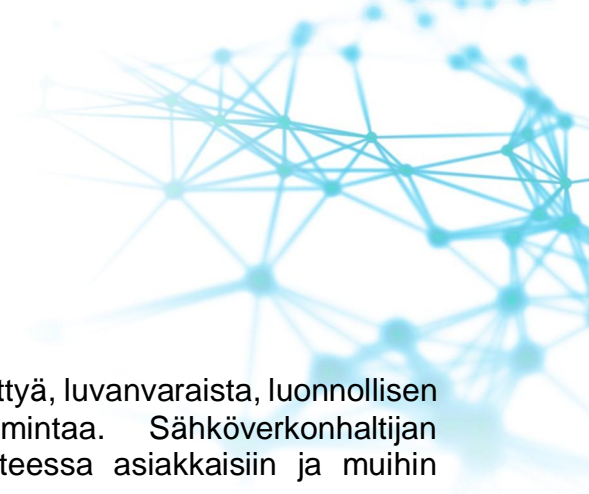 ttyä, luvanvaraista, luonnollisen
mintaa. Sähköverkonhaltijan
teessa asiakkaisiin ja muihin